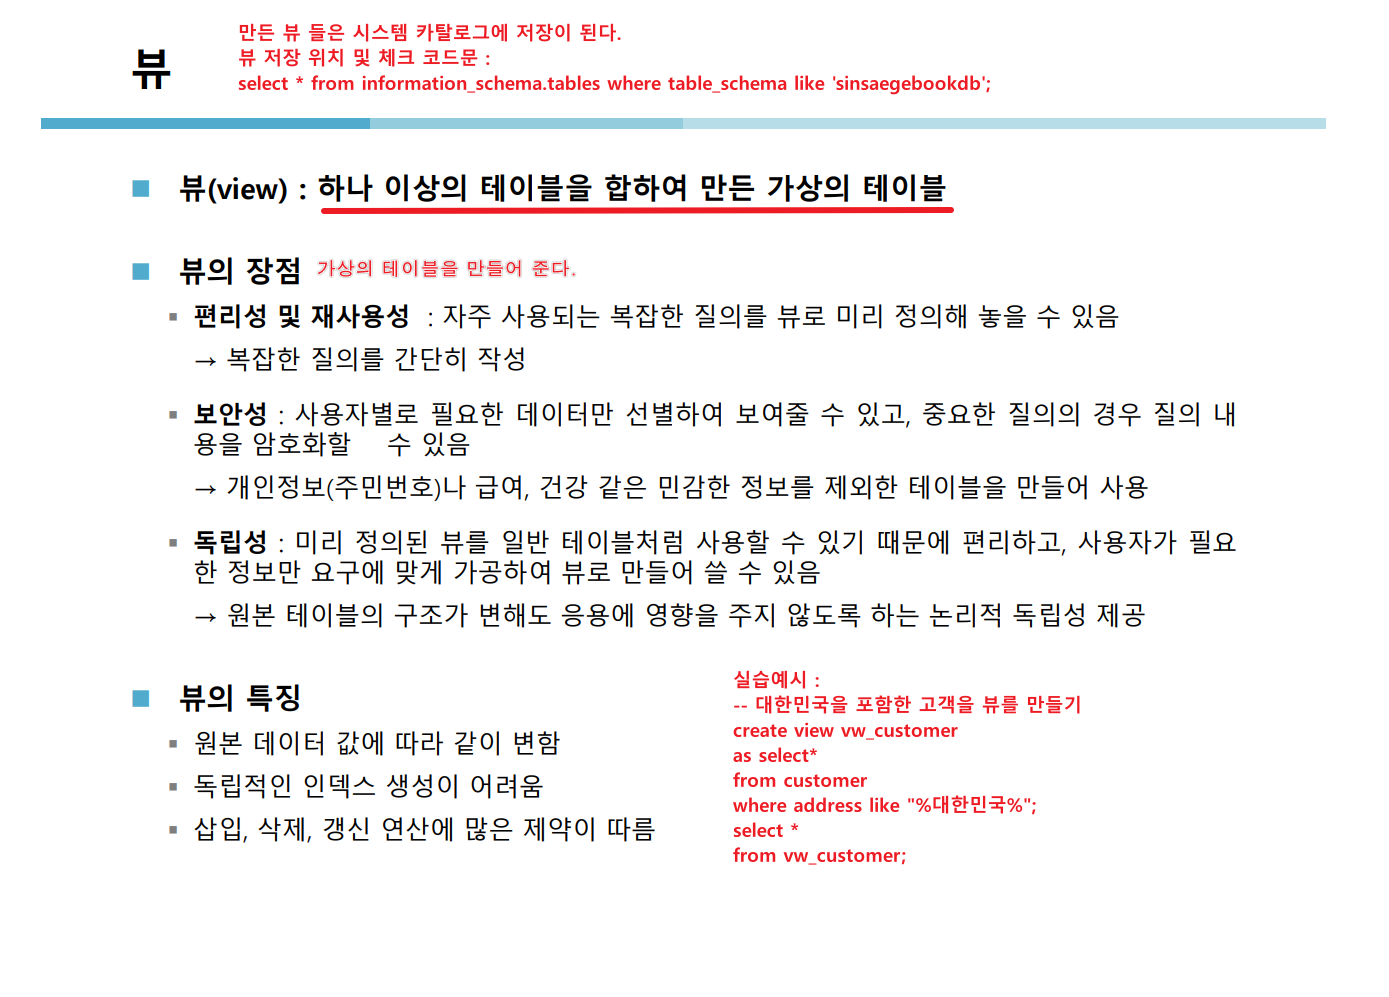 만든 뷰 들은 시스템 카탈로그에 저장이 된다.
뷰 저장 위치 및 체크 코드문 :
select * from information_schema.tables where table_schema like 'sinsaegebookdb';
뷰
뷰(view) : 하나 이상의 테이블을 합하여 만든 가상의 테이블
뷰의 장점 가상의 테이블을 만들어 준다.
편리성 및 재사용성 : 자주 사용되는 복잡한 질의를 뷰로 미리 정의해 놓을 수 있음
→ 복잡한 질의를 간단히 작성
보안성 : 사용자별로 필요한 데이터만 선별하여 보여줄 수 있고, 중요한 질의의 경우 질의 내
용을 암호화할 수 있음
→ 개인정보(주민번호)나 급여, 건강 같은 민감한 정보를 제외한 테이블을 만들어 사용
독립성 : 미리 정의된 뷰를 일반 테이블처럼 사용할 수 있기 때문에 편리하고, 사용자가 필요
한 정보만 요구에 맞게 가공하여 뷰로 만들어 쓸 수 있음
→ 원본 테이블의 구조가 변해도 응용에 영향을 주지 않도록 하는 논리적 독립성 제공
뷰의 특징
원본 데이터 값에 따라 같이 변함
독립적인 인덱스 생성이 어려움
삽입, 삭제, 갱신 연산에 많은 제약이 따름
실습예시 :
-- 대한민국을 포함한 고객을 뷰를 만들기
create view vw_customer
as select*
from customer
where address like "%대한민국%";
select *
from vw_customer;